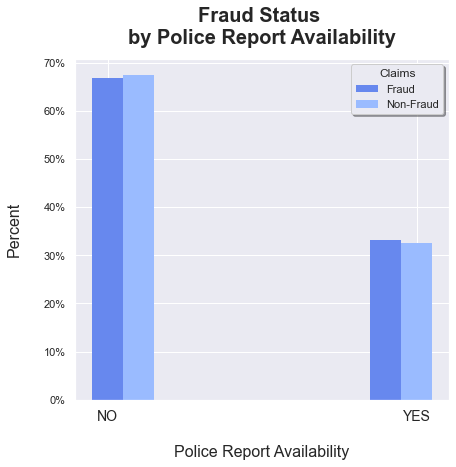 Fraud Status
by Police Report Availability
Claims
Fraud
Non-Fraud
70%
60%
50%
40%
30%
20%
10%
0%
Percent
NO
YES
Police Report Availability